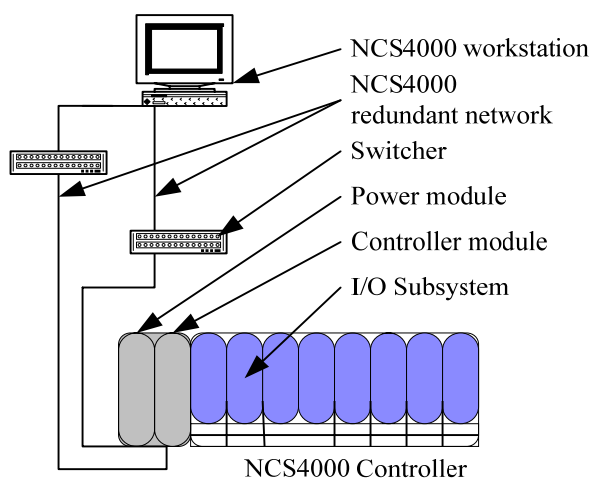 NCS4000 workstation
NCS4000
redundant network
Switcher
Power module
Controller module
I/O Subsystem
NCS4000 Controller